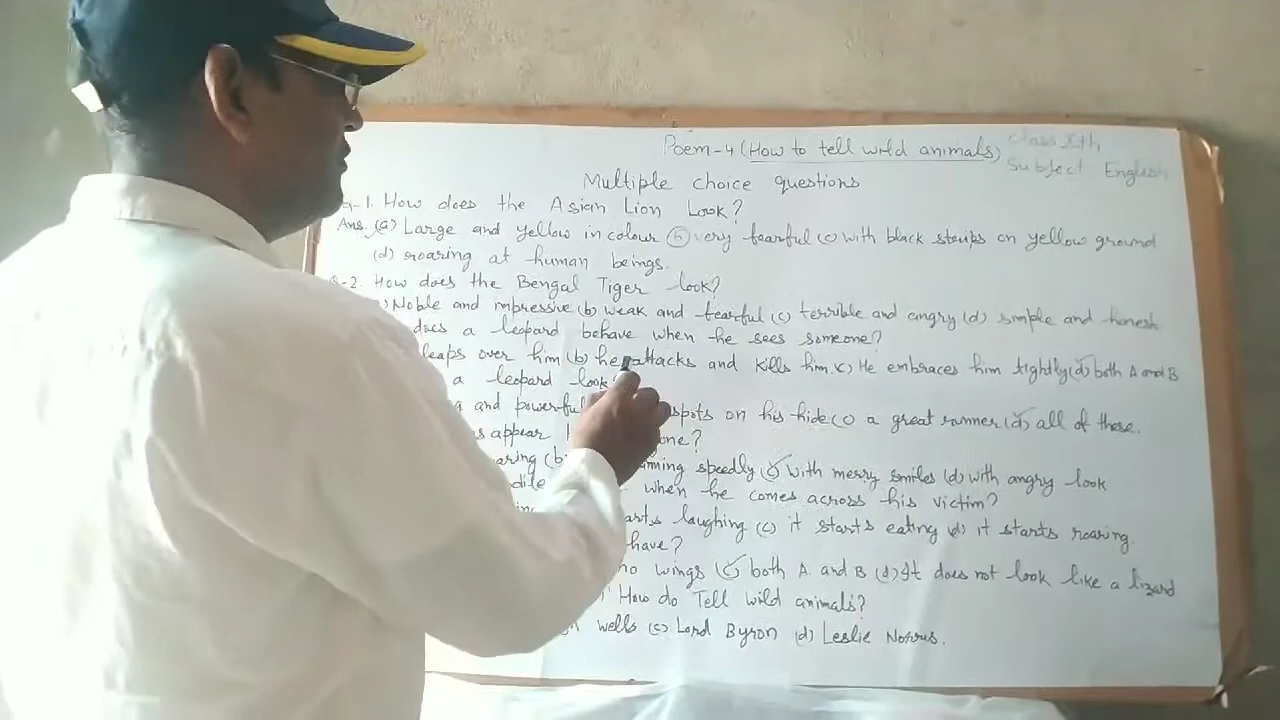 Poem-4 (How to tell wild animals) Class Xth
Subject English
Multiple choice questions
-1. How does the Asian Lion Look?
Ans. (a) Large and yellow in colour (b) very fearful (c) with black on yellow ground
(d) roaring at human beings.
-2. How does the Bengal Tiger look?
Noble and impressive (b) weak and fearful (c) terrible and angry (d) simple and honest
does a leopard behave when he sees someone?
leaps over him (b) he attacks and kills him. (c) He embraces him tightly (d) both A and B
a leopard look
and powerful spots on his hide (c) a great runner (d) all of these.
appear one?
speedly (c) with merry smiles (d) with angry look
when he comes across his victim?
laughing (c) it starts eating (d) it starts roaring.
have?
no wings (c) both A and B (d) It does not look like a lizard
How do Tell wild animals?
wells (c) Lord Byron (d) Leslie Norris.